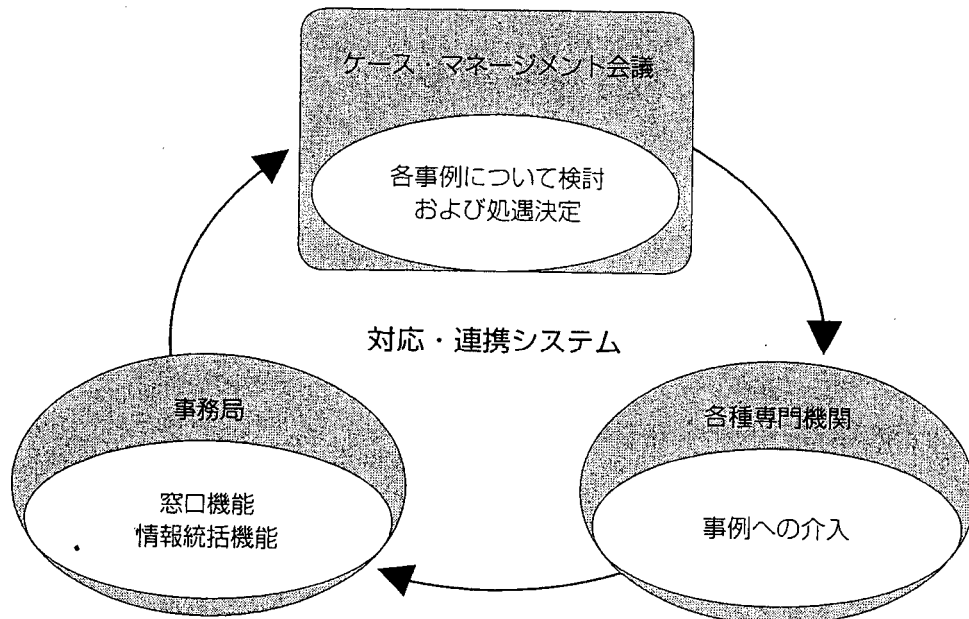 ケース・マネージメント会議
各事例について検討
および処遇決定
対応・連携システム
事務局
窓口機能
情報統括機能
各種専門機関
事例への介入